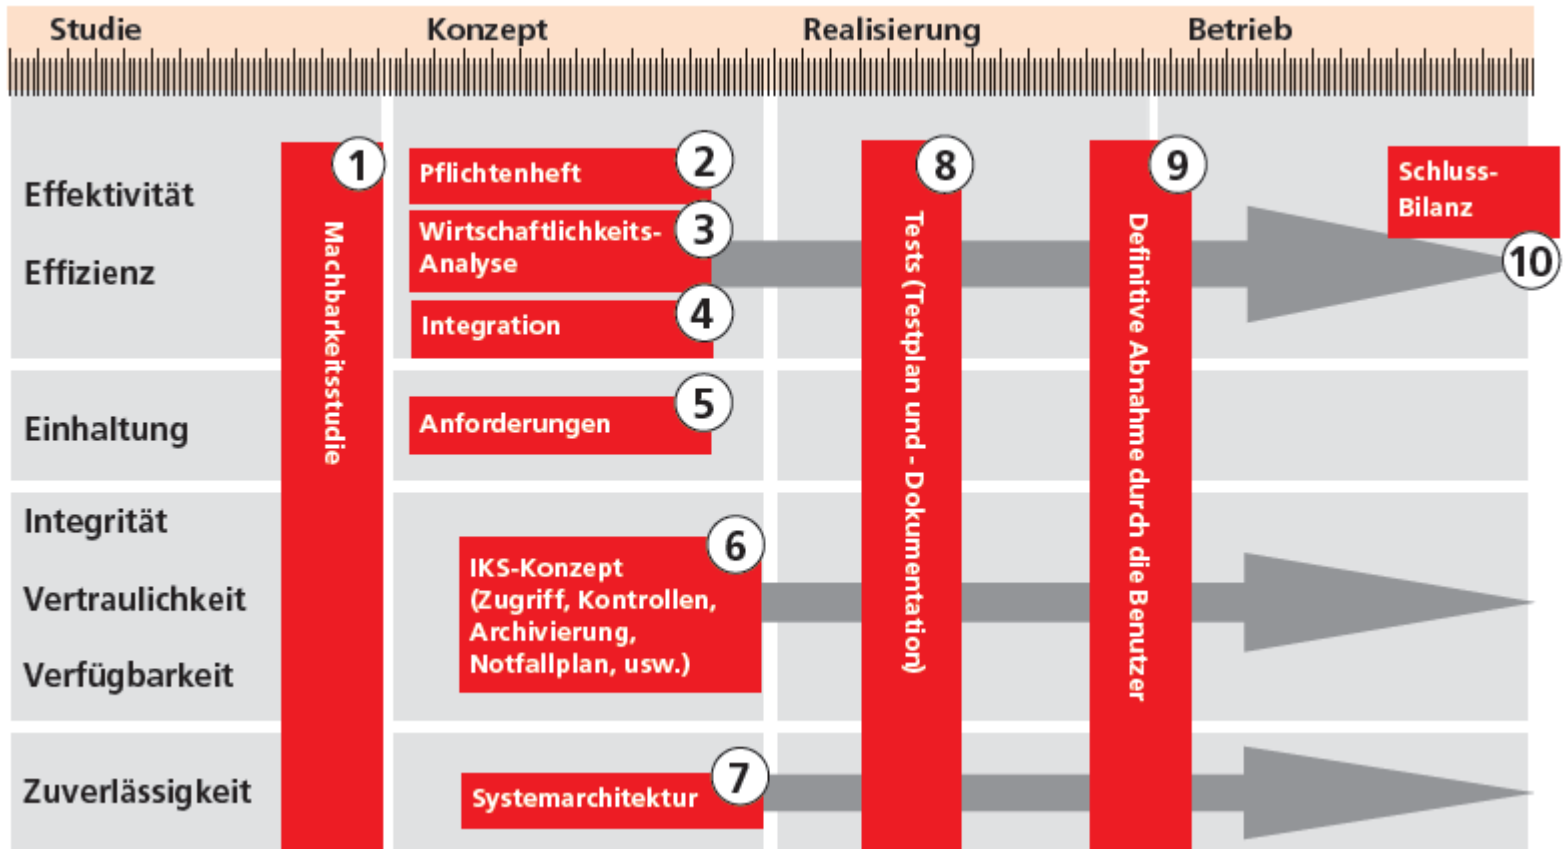 Studie Konzept Realisierung Betrieb
Effektivität
Effizienz
Einhaltung
Integrität
Vertraulichkeit
Verfügbarkeit
Zuverlässigkeit
1
Machbarkeitsstudie
2
Pflichtenheft
3
Wirtschaftlichkeits-
Analyse
4
Integration
5
Anforderungen
6
IKS-Konzept
(Zugriff, Kontrollen,
Archivierung,
Notfallplan, usw.)
7
Systemarchitektur
8
Tests (Testplan und - Dokumentation)
9
Definitive Abnahme durch die Benutzer
Schluss-
Bilanz
10